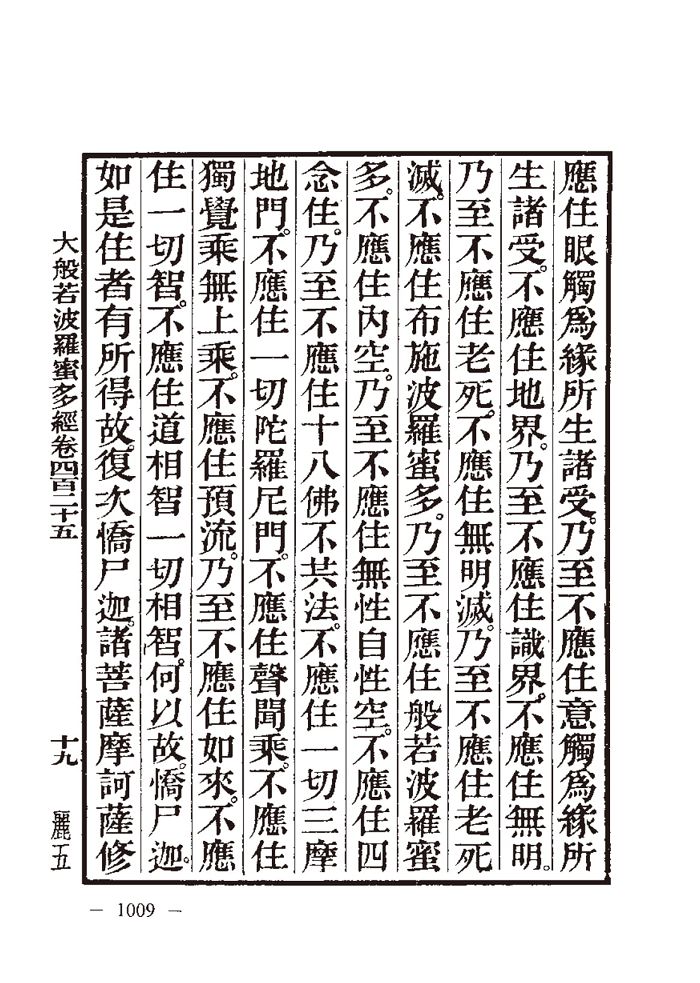 應住眼觸爲緣所生諸受。乃至不應住意觸爲緣所
生諸受。不應住地界。乃至不應住識界。不應住無明。
乃至不應住老死。不應住無明滅。乃至不應住老死
滅。不應住布施波羅蜜多。乃至不應住般若波羅蜜
多。不應住內空。乃至不應住無性自性空。不應住四
念住。乃至不應住十八佛不共法。不應住一切三摩
地門。不應住一切陀羅尼門。不應住聲聞乘。不應住
獨覺乘無上乘。不應住預流。乃至不應住如來。不應
住一切智。不應住道相智一切相智。何以故。憍尸迦。
如是住者有所得故。復次憍尸迦。諸菩薩摩訶薩修
大般若波羅蜜多經卷四百二十五 十九 麗五
— 1009 —